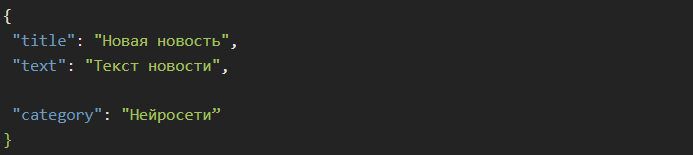 {
"title": "Новая новость",
"text": "Текст новости",
"category": "Нейросети”
}